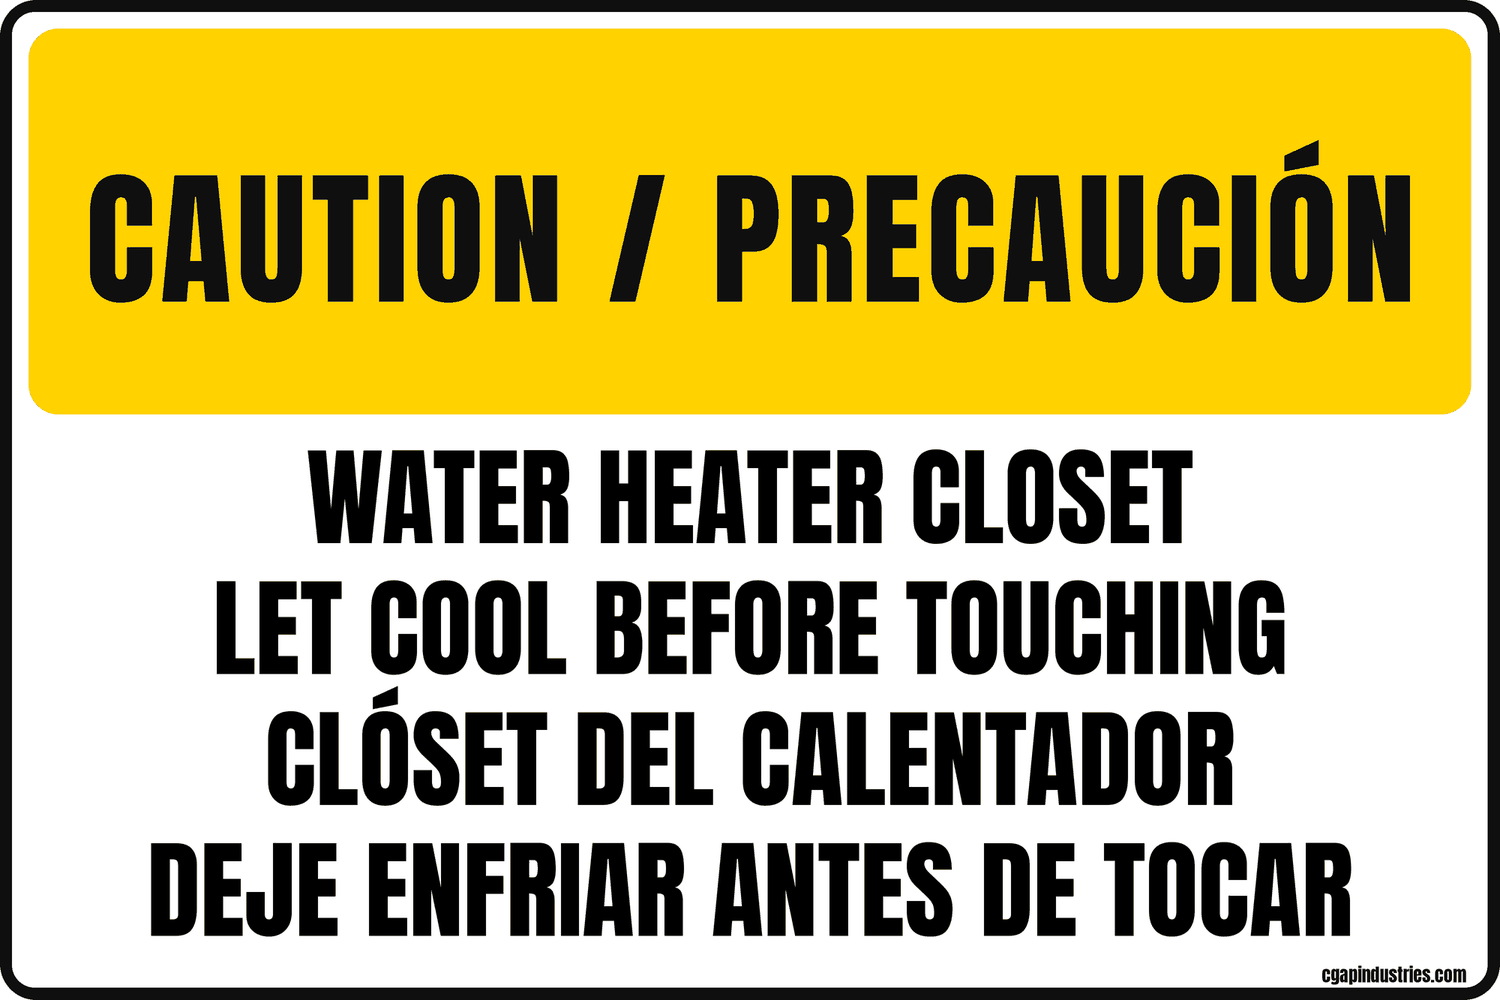 CAUTION / PRECAUCIÓN
WATER HEATER CLOSET
LET COOL BEFORE TOUCHING
CLÓSET DEL CALENTADOR
DEJE ENFRIAR ANTES DE TOCAR
cgapindustries.com